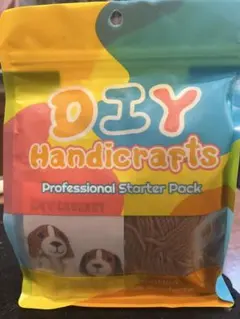 DIY
Handicrafts
Professional Starter Pack